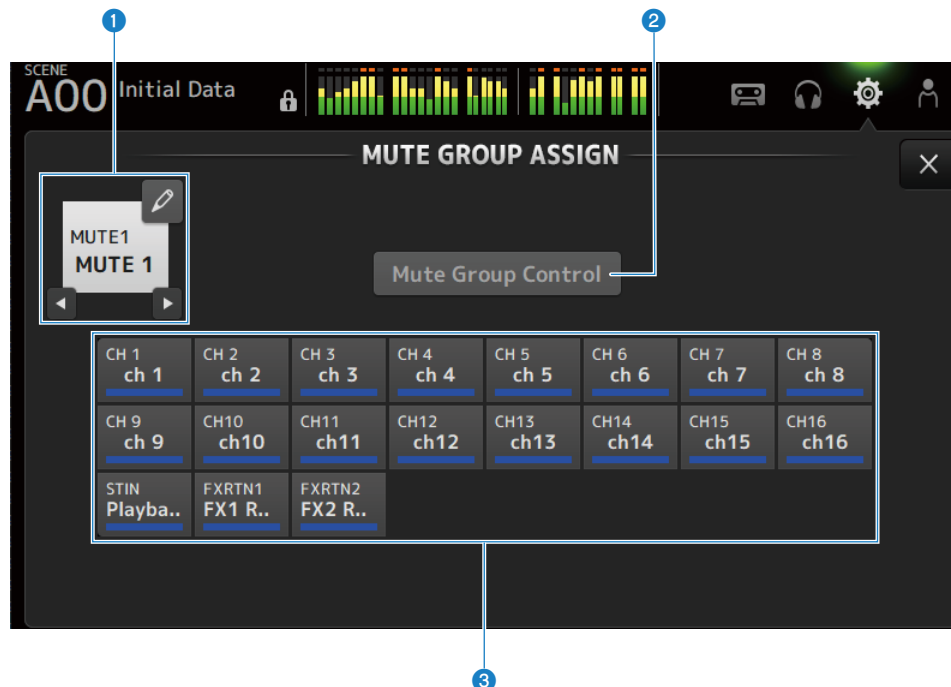 1
2
SCENE
A00 Initial Data
MUTE GROUP ASSIGN
MUTE1
MUTE 1
Mute Group Control
CH 1 CH 2 CH 3 CH 4 CH 5 CH 6 CH 7 CH 8
ch 1 ch 2 ch 3 ch 4 ch 5 ch 6 ch 7 ch 8
CH 9 CH10 CH11 CH12 CH13 CH14 CH15 CH16
ch 9 ch10 ch11 ch12 ch13 ch14 ch15 ch16
STIN FXRTN1 FXRTN2
Playba.. FX1 R.. FX2 R..
3